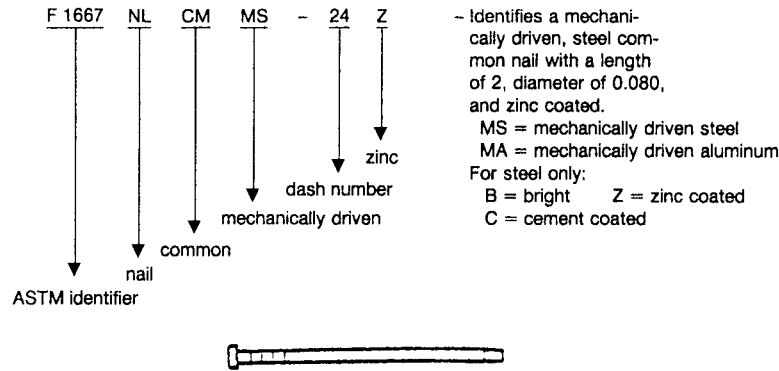 F 1667 NL CM MS - 24 Z
– Identifies a mechani-
cally driven, steel com-
mon nail with a length
of 2, diameter of 0.080,
and zinc coated.
MS = mechanically driven steel
MA = mechanically driven aluminum
For steel only:
B = bright Z = zinc coated
C = cement coated
zinc
dash number
mechanically driven
common
nail
ASTM identifier